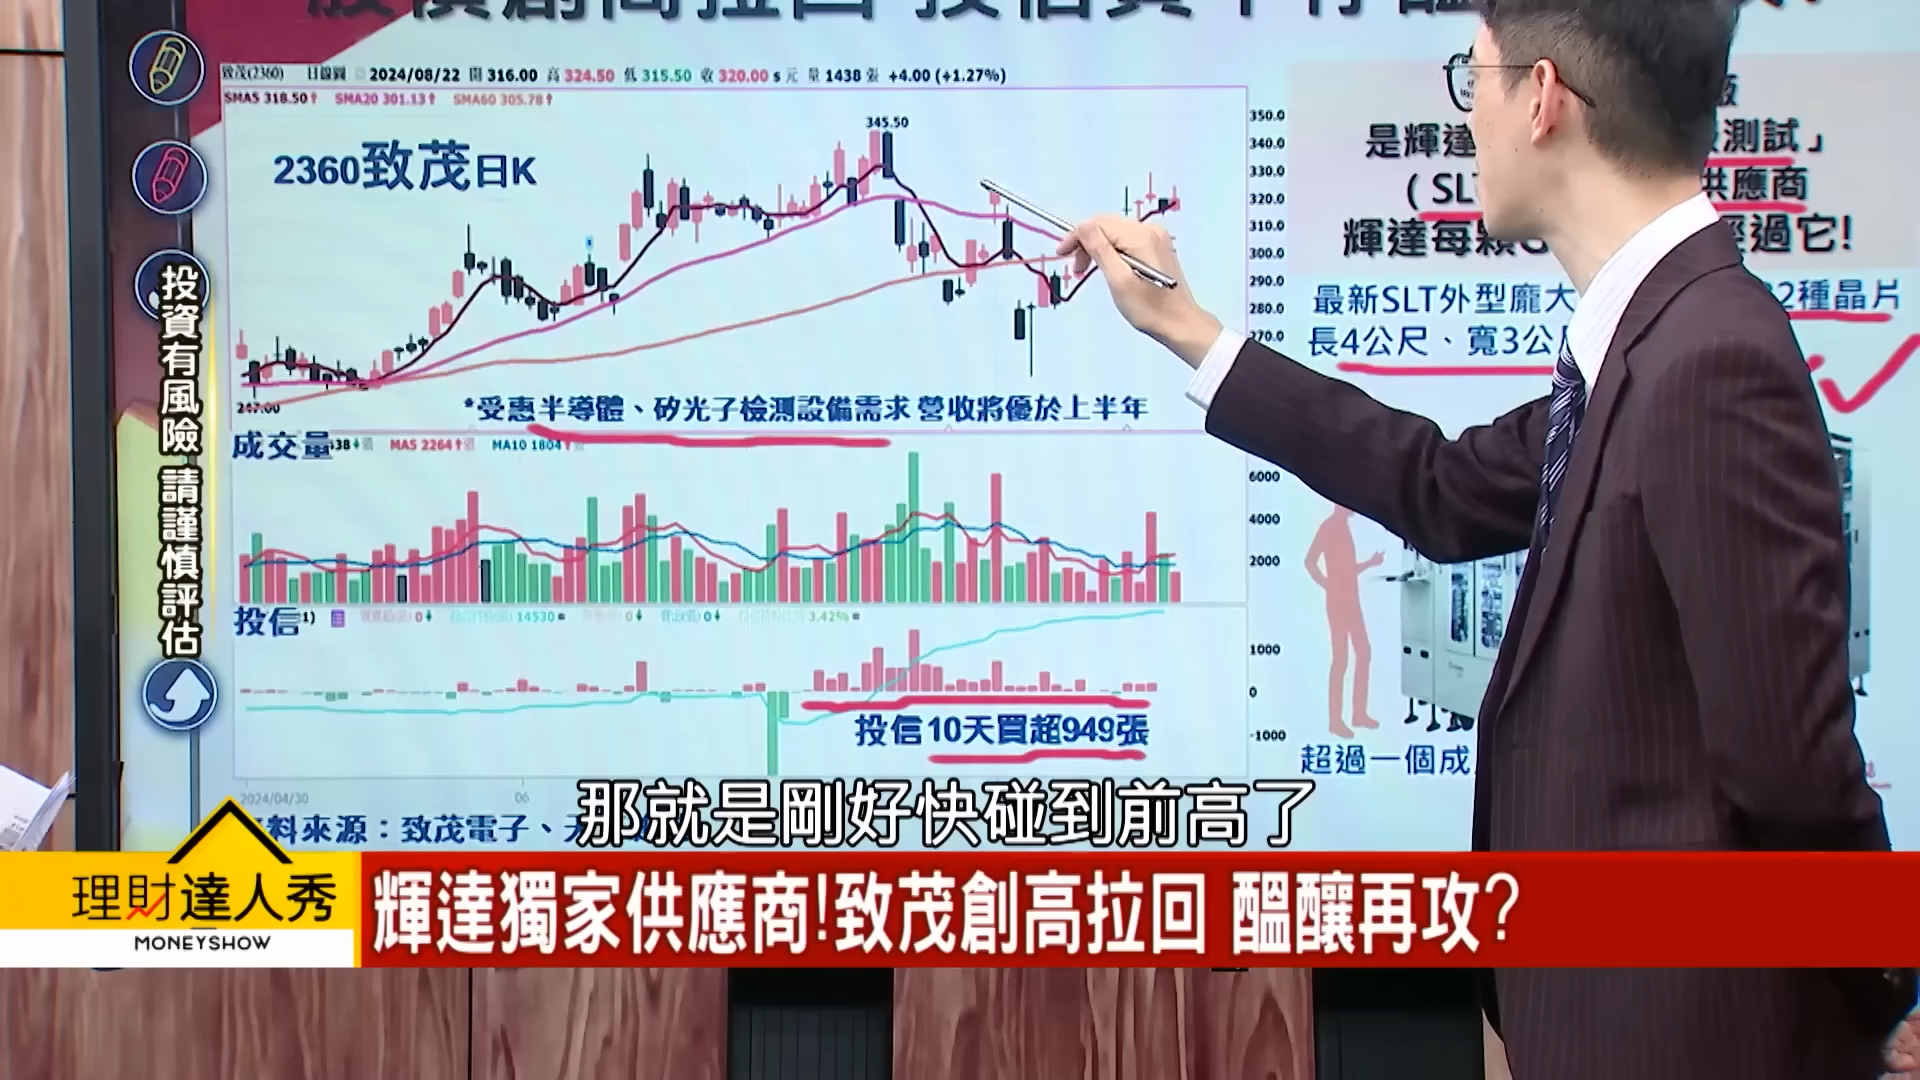 致茂(2360) 日線圖 2024/08/22 開 316.00 高 324.50 低 315.50 收 320.00 s 元 量 1438 張 +4.00 (+1.27%)
SMA5 318.50↑ SMA20 301.13↑ SMA60 305.78↑
2360致茂日K
345.50
350.0
340.0
330.0
320.0
310.0
300.0
290.0
280.0
270.0
247.00
*受惠半導體、矽光子檢測設備需求 營收將優於上半年
成交量 MA5 2264↑ MA10 1804↑
6000
4000
2000
投信 0↓ 14530 0↓ 0↓ 3.42%
1000
0
-1000
投信10天買超949張
2024/04/30 06
料來源：致茂電子、
是輝達
測試」
供應商
輝達每顆
經過它!
最新SLT外型龐大
2種晶片
長4公尺、寬3公
超過一個成
投資有風險 請謹慎評估
那就是剛好快碰到前高了
理財達人秀
MONEYSHOW
輝達獨家供應商!致茂創高拉回 醞釀再攻?